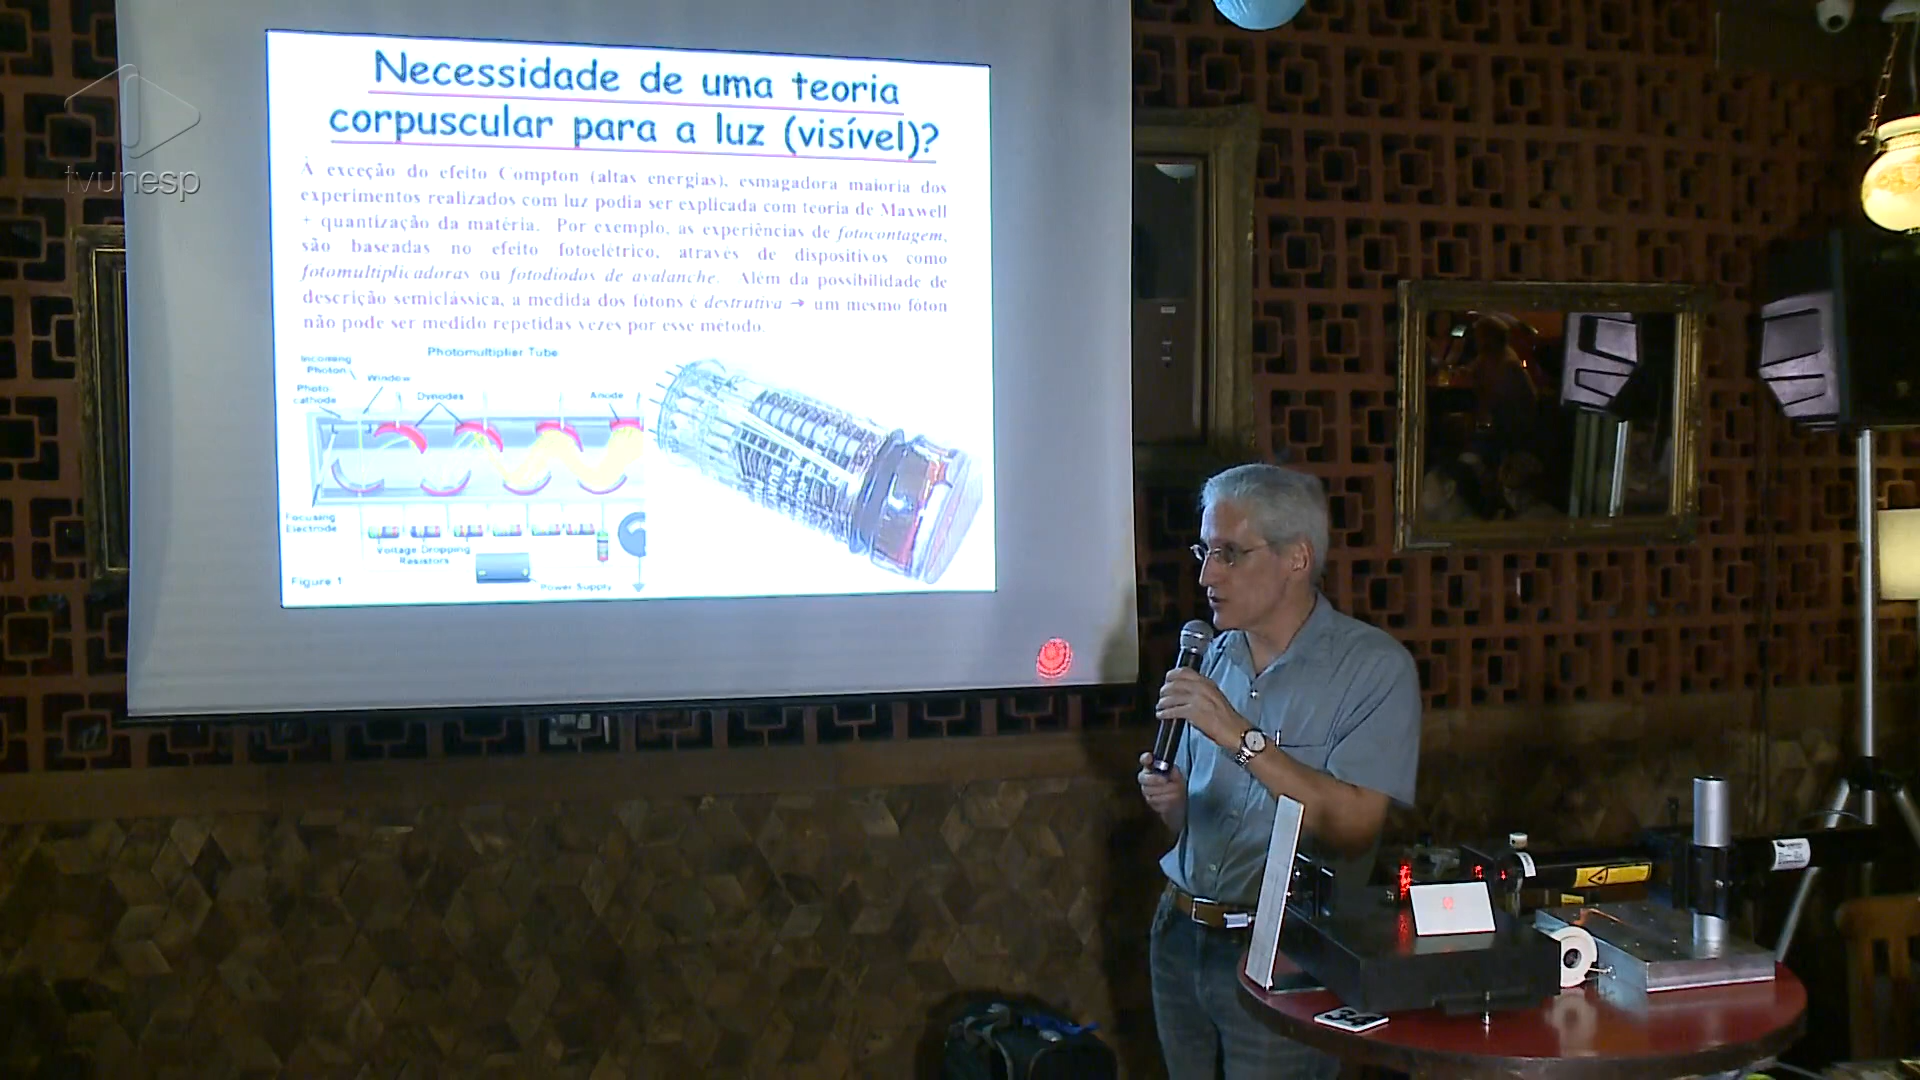 Necessidade de uma teoria
corpuscular para a luz (visível)?
À exceção do efeito Compton (altas energias), esmagadora maioria dos
experimentos realizados com luz podia ser explicada com teoria de Maxwell
+ quantização da matéria. Por exemplo, as experiências de fotocontagem,
são baseadas no efeito fotoelétrico, através de dispositivos como
fotomultiplicadoras ou fotodiodos de avalanche. Além da possibilidade de
descrição semiclássica, a medida dos fótons é destrutiva → um mesmo fóton
não pode ser medido repetidas vezes por esse método.
Photomultiplier Tube
Incoming
Photon
Window
Photo-
cathode
Dynodes
Anode
Focusing
Electrode
Voltage Dropping
Resistors
Power Supply
Figure 1
tvunesp
34